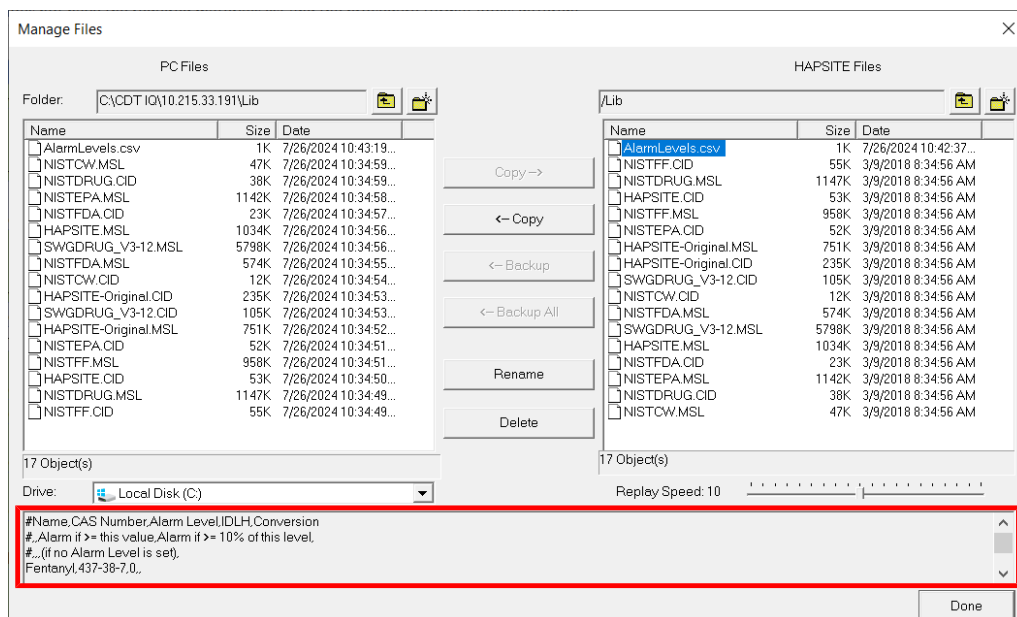 Manage Files
PC Files
HAPSITE Files
Folder:
C:\CDT IQ\10.215.33.191\Lib
/Lib
Name Size Date
AlarmLevels.csv 1K 7/26/2024 10:43:19...
NISTCW.MSL 47K 7/26/2024 10:34:59...
NISTDRUG.CID 38K 7/26/2024 10:34:59...
NISTEPA.MSL 1142K 7/26/2024 10:34:58...
NISTFDA.CID 23K 7/26/2024 10:34:57...
HAPSITE.MSL 1034K 7/26/2024 10:34:56...
SWGDRUG_V3-12.MSL 5798K 7/26/2024 10:34:56...
NISTFDA.MSL 574K 7/26/2024 10:34:55...
NISTCW.CID 12K 7/26/2024 10:34:54...
HAPSITE-Original.CID 235K 7/26/2024 10:34:53...
SWGDRUG_V3-12.CID 105K 7/26/2024 10:34:53...
HAPSITE-Original.MSL 751K 7/26/2024 10:34:52...
NISTEPA.CID 52K 7/26/2024 10:34:51...
NISTFF.MSL 958K 7/26/2024 10:34:51...
HAPSITE.CID 53K 7/26/2024 10:34:50...
NISTDRUG.MSL 1147K 7/26/2024 10:34:49...
NISTFF.CID 55K 7/26/2024 10:34:49...
17 Object(s)
Drive:
Local Disk (C:)
Copy -->
<-- Copy
<-- Backup
<-- Backup All
Rename
Delete
Name Size Date
AlarmLevels.csv 1K 7/26/2024 10:42:37...
NISTFF.CID 55K 3/9/2018 8:34:56 AM
NISTDRUG.MSL 1147K 3/9/2018 8:34:56 AM
HAPSITE.CID 53K 3/9/2018 8:34:56 AM
NISTFF.MSL 958K 3/9/2018 8:34:56 AM
NISTEPA.CID 52K 3/9/2018 8:34:56 AM
HAPSITE-Original.MSL 751K 3/9/2018 8:34:56 AM
HAPSITE-Original.CID 235K 3/9/2018 8:34:56 AM
SWGDRUG_V3-12.CID 105K 3/9/2018 8:34:56 AM
NISTCW.CID 12K 3/9/2018 8:34:56 AM
NISTFDA.MSL 574K 3/9/2018 8:34:56 AM
SWGDRUG_V3-12.MSL 5798K 3/9/2018 8:34:56 AM
HAPSITE.MSL 1034K 3/9/2018 8:34:56 AM
NISTFDA.CID 23K 3/9/2018 8:34:56 AM
NISTEPA.MSL 1142K 3/9/2018 8:34:56 AM
NISTDRUG.CID 38K 3/9/2018 8:34:56 AM
NISTCW.MSL 47K 3/9/2018 8:34:56 AM
17 Object(s)
Replay Speed: 10
#Name,CAS Number,Alarm Level,IDLH,Conversion
#,,Alarm if >= this value,Alarm if >= 10% of this level,
#,,,(if no Alarm Level is set),
Fentanyl,437-38-7,0,,
Done